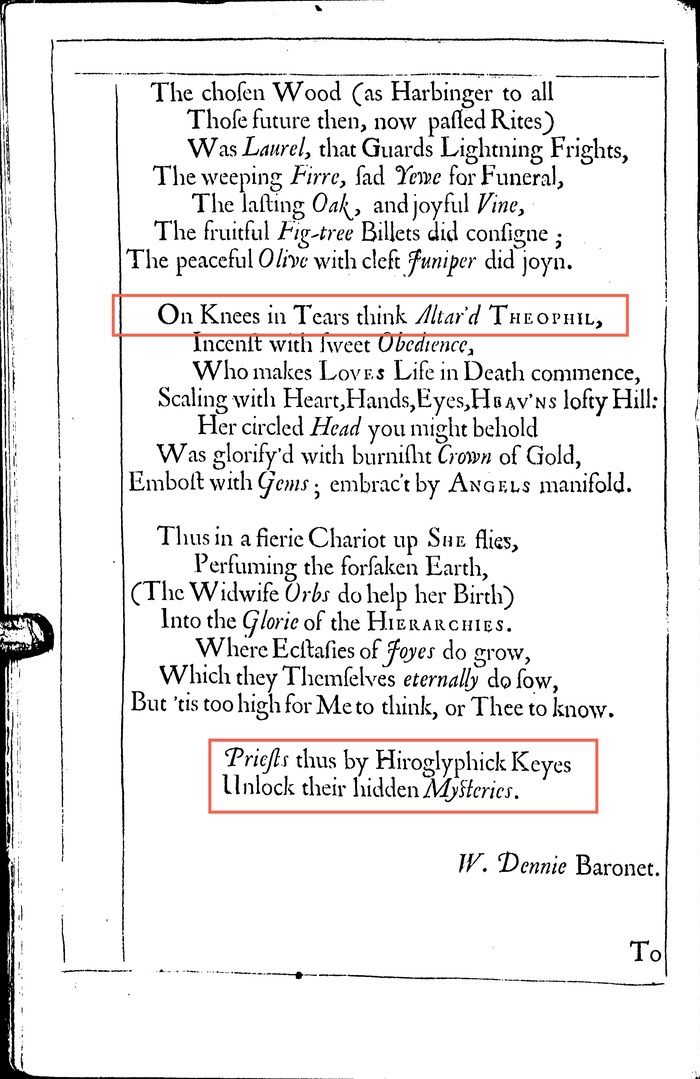 The choſen Wood (as Harbinger to all
Thoſe future then, now paſſed Rites)
Was Laurel, that Guards Lightning Frights,
The weeping Firre, ſad Yewe for Funeral,
The laſting Oak, and joyful Vine,
The fruitful Fig-tree Billets did conſigne ;
The peaceful Olive with cleft Juniper did joyn.
On Knees in Tears think Altar'd THEOPHIL,
Incenſt with ſweet Obedience,
Who makes LOVES Life in Death commence,
Scaling with Heart,Hands,Eyes,HEAV'NS lofty Hill:
Her circled Head you might behold
Was glorify'd with burniſht Crown of Gold,
Emboſt with Gems ; embrac't by ANGELS manifold.
Thus in a fierie Chariot up SHE flies,
Perfuming the forſaken Earth,
(The Widwife Orbs do help her Birth)
Into the Glorie of the HIERARCHIES.
Where Ecſtaſies of Joyes do grow,
Which they Themſelves eternally do ſow,
But 'tis too high for Me to think, or Thee to know.
Prieſts thus by Hiroglyphick Keyes
Unlock their hidden Myſteries.
W. Dennie Baronet.
To